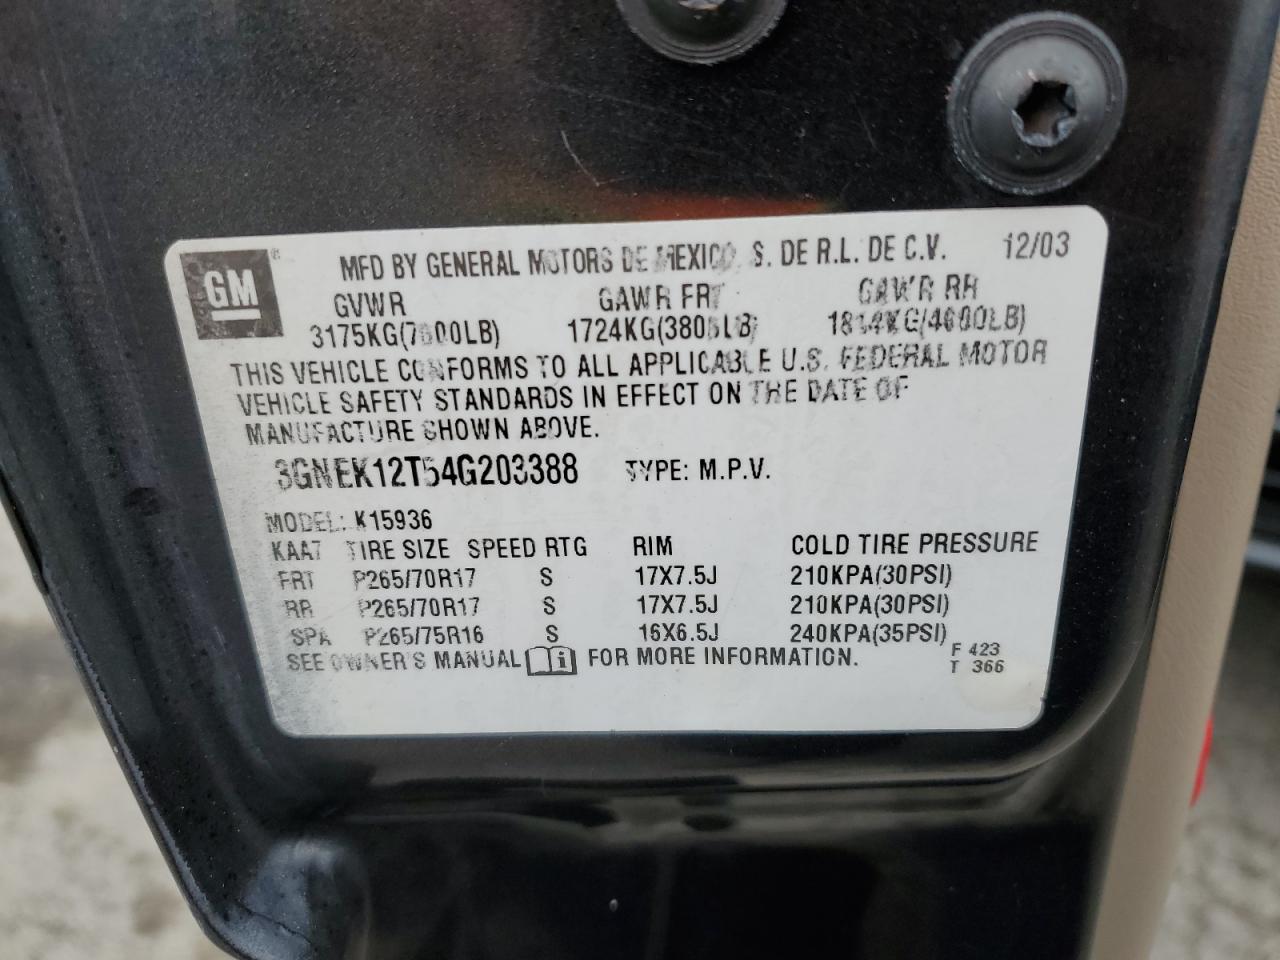 GM ® MFD BY GENERAL MOTORS DE MEXICO, S. DE R.L. DE C.V. 12/03
GVWR GAWR FRT GAWR RR
3175KG(7000LB) 1724KG(3800LB) 1814KG(4000LB)
THIS VEHICLE CONFORMS TO ALL APPLICABLE U.S. FEDERAL MOTOR
VEHICLE SAFETY STANDARDS IN EFFECT ON THE DATE OF
MANUFACTURE SHOWN ABOVE.
3GNEK12T54G203388 TYPE: M.P.V.
MODEL: K15936
KAAT TIRE SIZE SPEED RTG RIM COLD TIRE PRESSURE
FRT P265/70R17 S 17X7.5J 210KPA(30PSI)
RR P265/70R17 S 17X7.5J 210KPA(30PSI)
SPA P265/75R16 S 16X6.5J 240KPA(35PSI)
SEE OWNER'S MANUAL i FOR MORE INFORMATION.
F 423
T 366